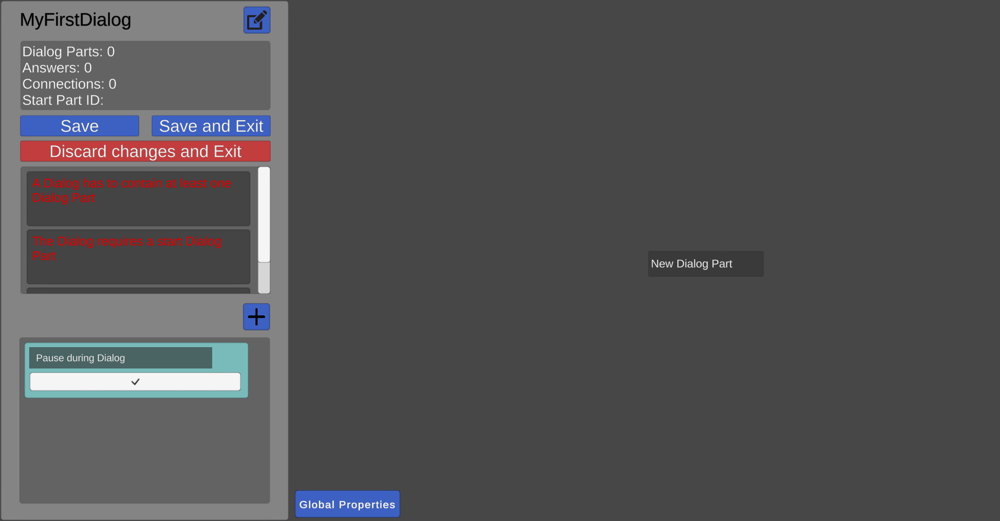 MyFirstDialog
Dialog Parts: 0
Answers: 0
Connections: 0
Start Part ID:
Save
Save and Exit
Discard changes and Exit
A Dialog has to contain at least one
Dialog Part
The Dialog requires a start Dialog
Part
New Dialog Part
Pause during Dialog
Global Properties